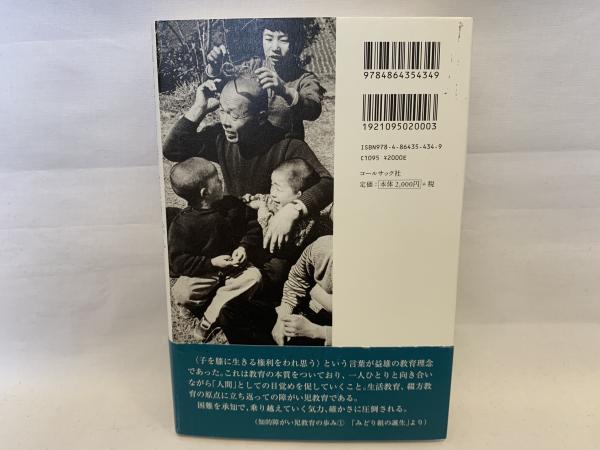 9784864354349
1921095020003
ISBN978-4-86435-434-9
C1095 ¥2000E
コールサック社
定価：本体2,000円+税
〈子を膝に生きる権利をわれ思う〉という言葉が益雄の教育理念
であった。これは教育の本質をついており、一人ひとりと向き合い
ながら「人間」としての目覚めを促していくこと。生活教育、綴方教
育の原点に立ち返っての障がい児教育である。
困難を承知で、乗り越えていく気力、確かさに圧倒される。
（知的障がい児教育の歩み① 「みどり組の誕生」より）